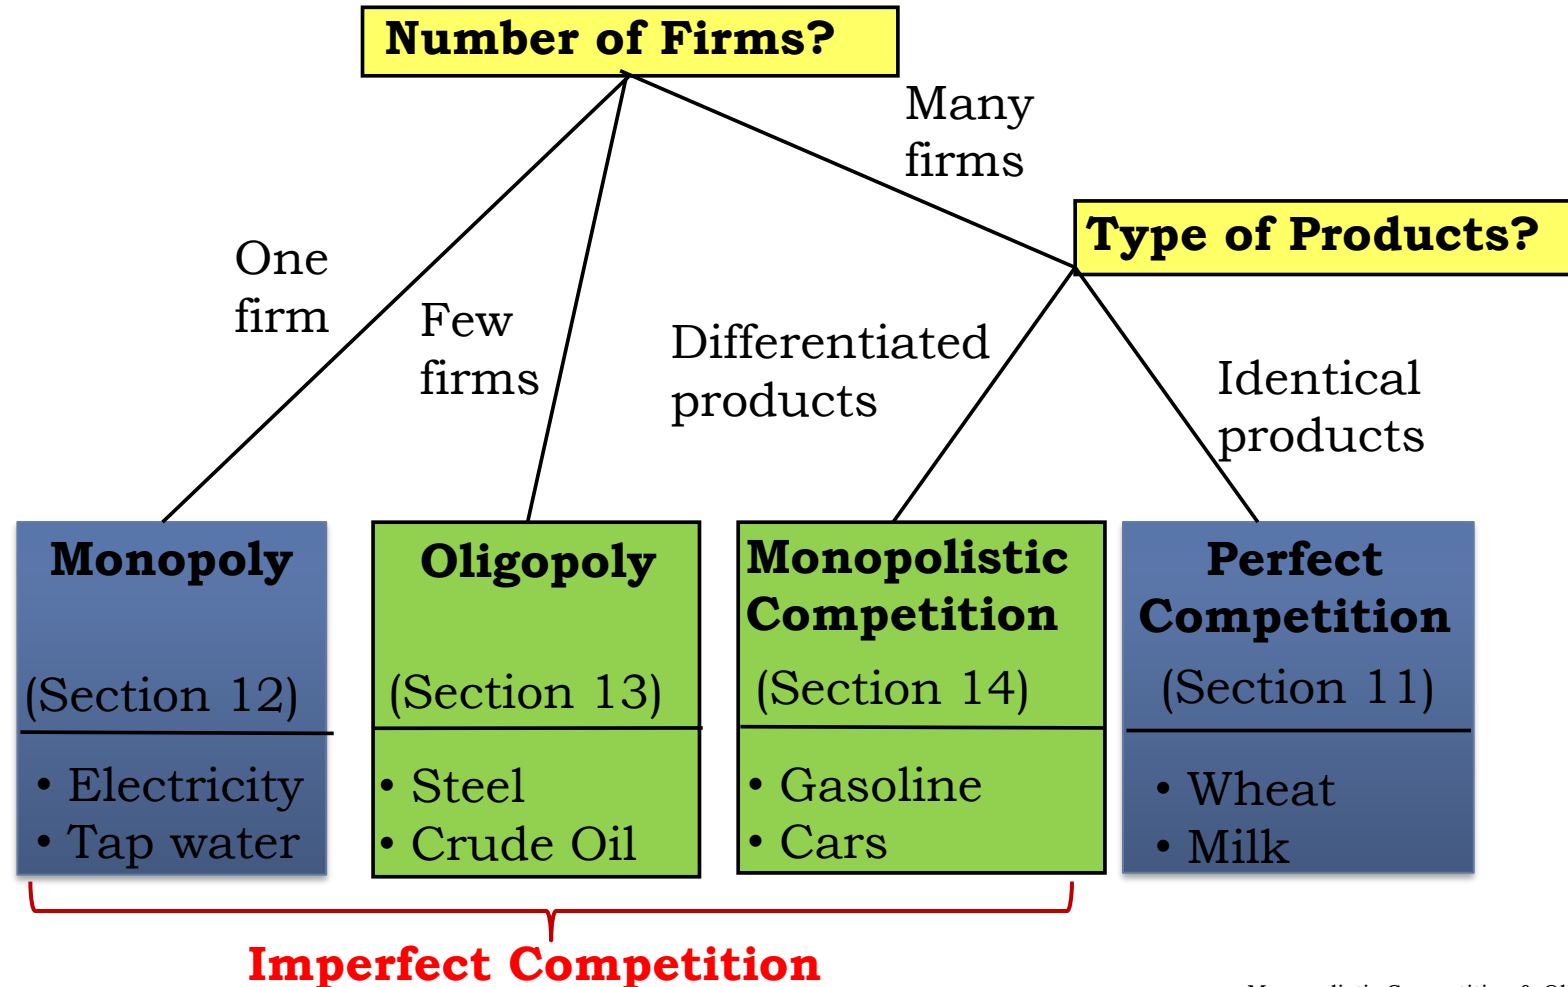 Number of Firms?
Many
firms
Type of Products?
One
firm
Few
firms
Differentiated
products
Identical
products
Monopoly
(Section 12)
• Electricity
• Tap water
Oligopoly
(Section 13)
• Steel
• Crude Oil
Monopolistic
Competition
(Section 14)
• Gasoline
• Cars
Perfect
Competition
(Section 11)
• Wheat
• Milk
Imperfect Competition